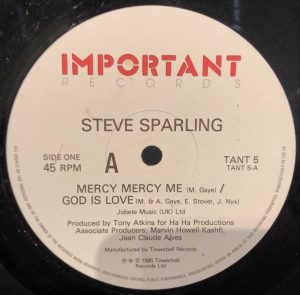 IMPORTANT
RECORDS
STEVE SPARLING
SIDE ONE
45 RPM
A
TANT 5
TANT 5-A
MERCY MERCY ME (M. Gaye) /
GOD IS LOVE (M. & A. Gaye, E. Stover, J. Nyx)
Jobete Music (UK) Ltd
Produced by Tony Atkins for Ha Ha Productions
Associate Producers: Marvin Howell-Kashfi,
Jean Claude Alves
Manufactured by Towerbell Records
℗ & © 1985 Towerbell
Records Ltd